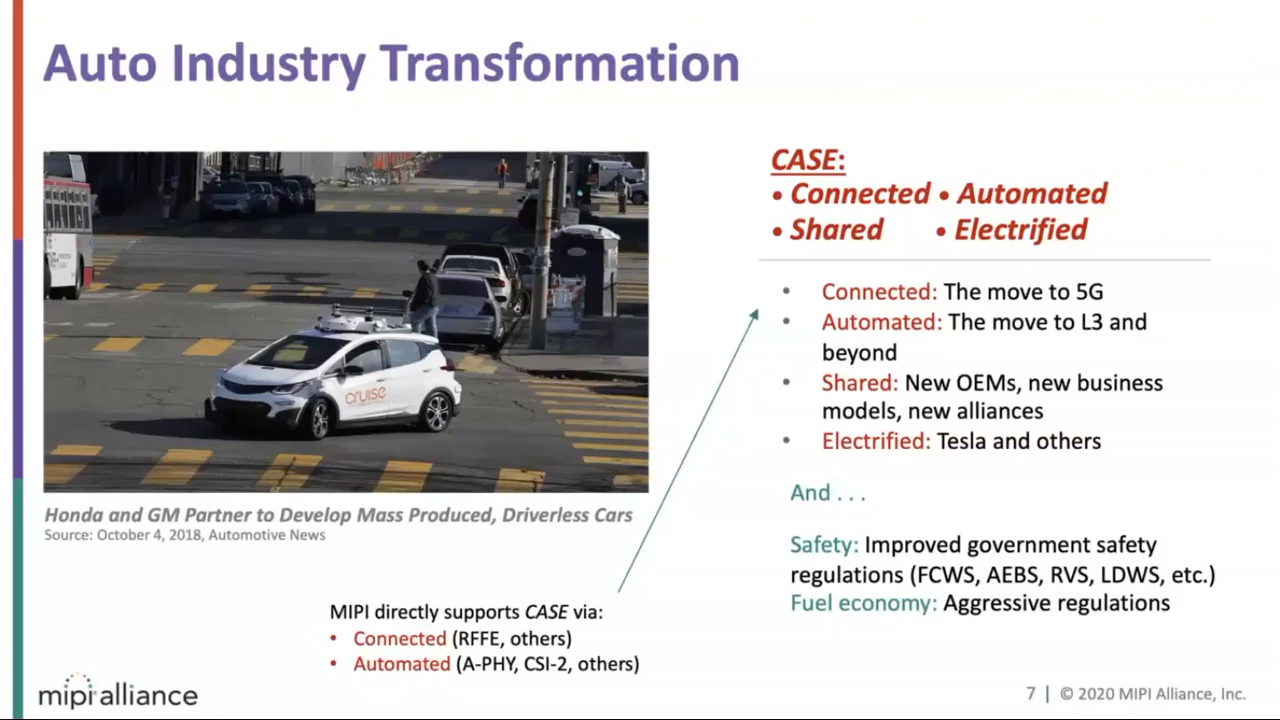 Auto Industry Transformation
cruise
Honda and GM Partner to Develop Mass Produced, Driverless Cars
Source: October 4, 2018, Automotive News
MIPI directly supports CASE via:
• Connected (RFFE, others)
• Automated (A-PHY, CSI-2, others)
CASE:
• Connected • Automated
• Shared • Electrified
• Connected: The move to 5G
• Automated: The move to L3 and
beyond
• Shared: New OEMs, new business
models, new alliances
• Electrified: Tesla and others
And . . .
Safety: Improved government safety
regulations (FCWS, AEBS, RVS, LDWS, etc.)
Fuel economy: Aggressive regulations
mipi alliance
7 | © 2020 MIPI Alliance, Inc.